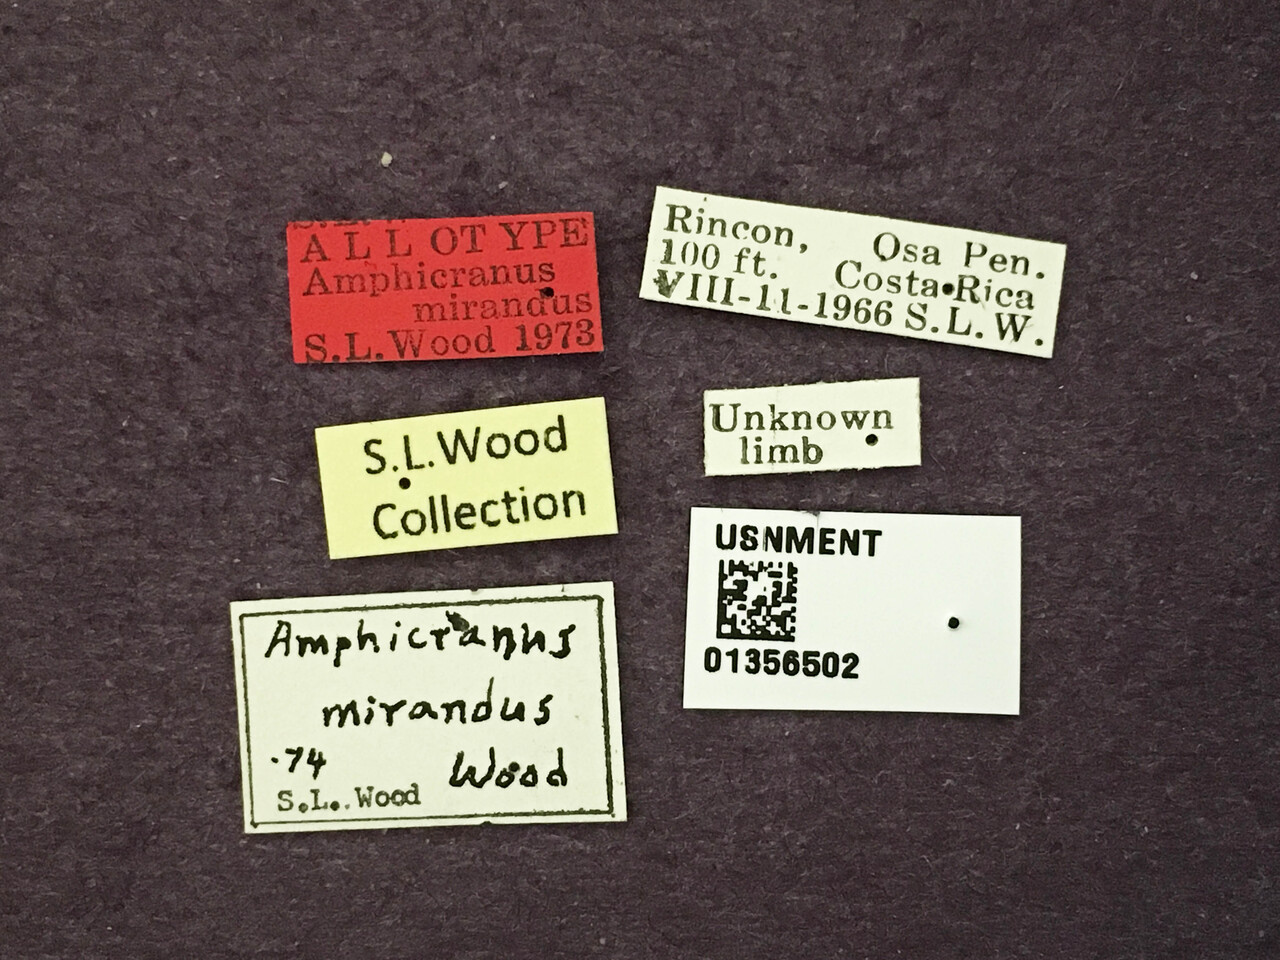 A L L OT YPE
Amphicranus
mirandus
S.L.Wood 1973
Rincon, Osa Pen.
100 ft. Costa Rica
VIII-11-1966 S.L.W.
S.L.Wood
Collection
Unknown
limb
USNMENT
01356502
Amphicranus
mirandus
'74 Wood
S.L. Wood